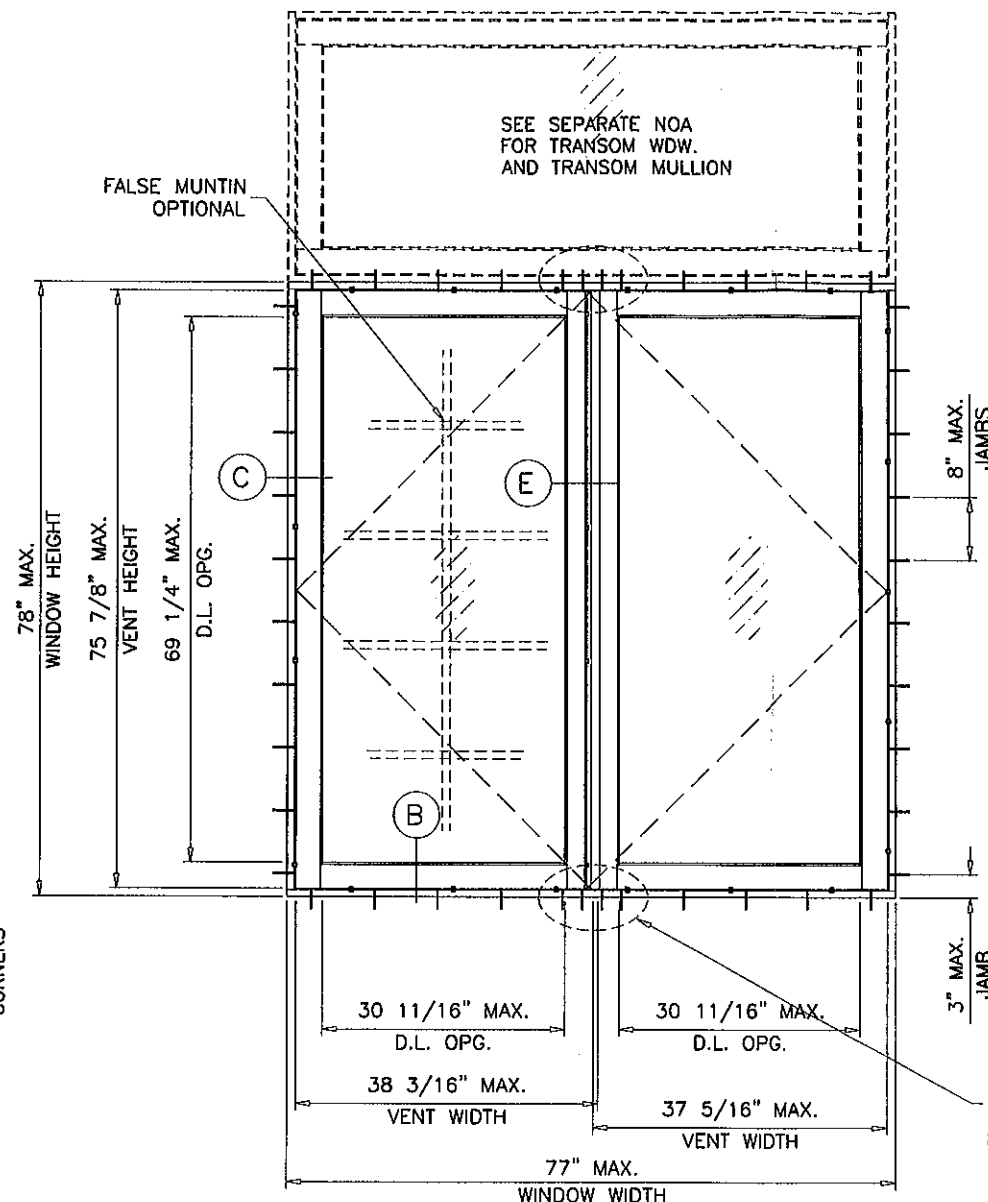 SEE SEPARATE NOA
FOR TRANSOM WDW.
AND TRANSOM MULLION
FALSE MUNTIN
OPTIONAL
C
E
B
78" MAX.
WINDOW HEIGHT
75 7/8" MAX.
VENT HEIGHT
69 1/4" MAX.
D.L. OPG.
8" MAX.
JAMBS
3" MAX.
JAMB
CORNERS
30 11/16" MAX.
D.L. OPG.
30 11/16" MAX.
D.L. OPG.
38 3/16" MAX.
VENT WIDTH
37 5/16" MAX.
VENT WIDTH
77" MAX.
WINDOW WIDTH